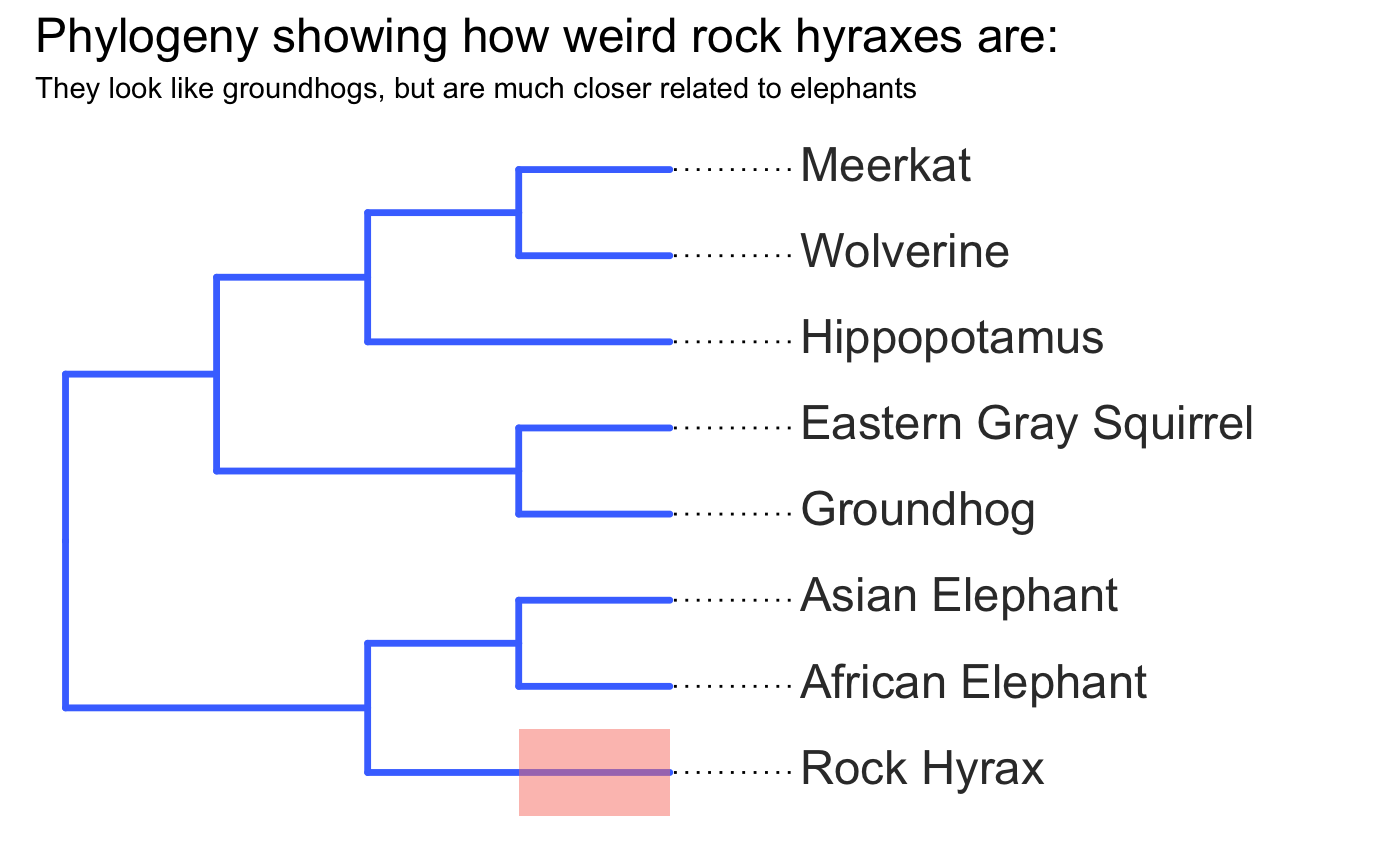 Phylogeny showing how weird rock hyraxes are:
They look like groundhogs, but are much closer related to elephants
Meerkat
Wolverine
Hippopotamus
Eastern Gray Squirrel
Groundhog
Asian Elephant
African Elephant
Rock Hyrax